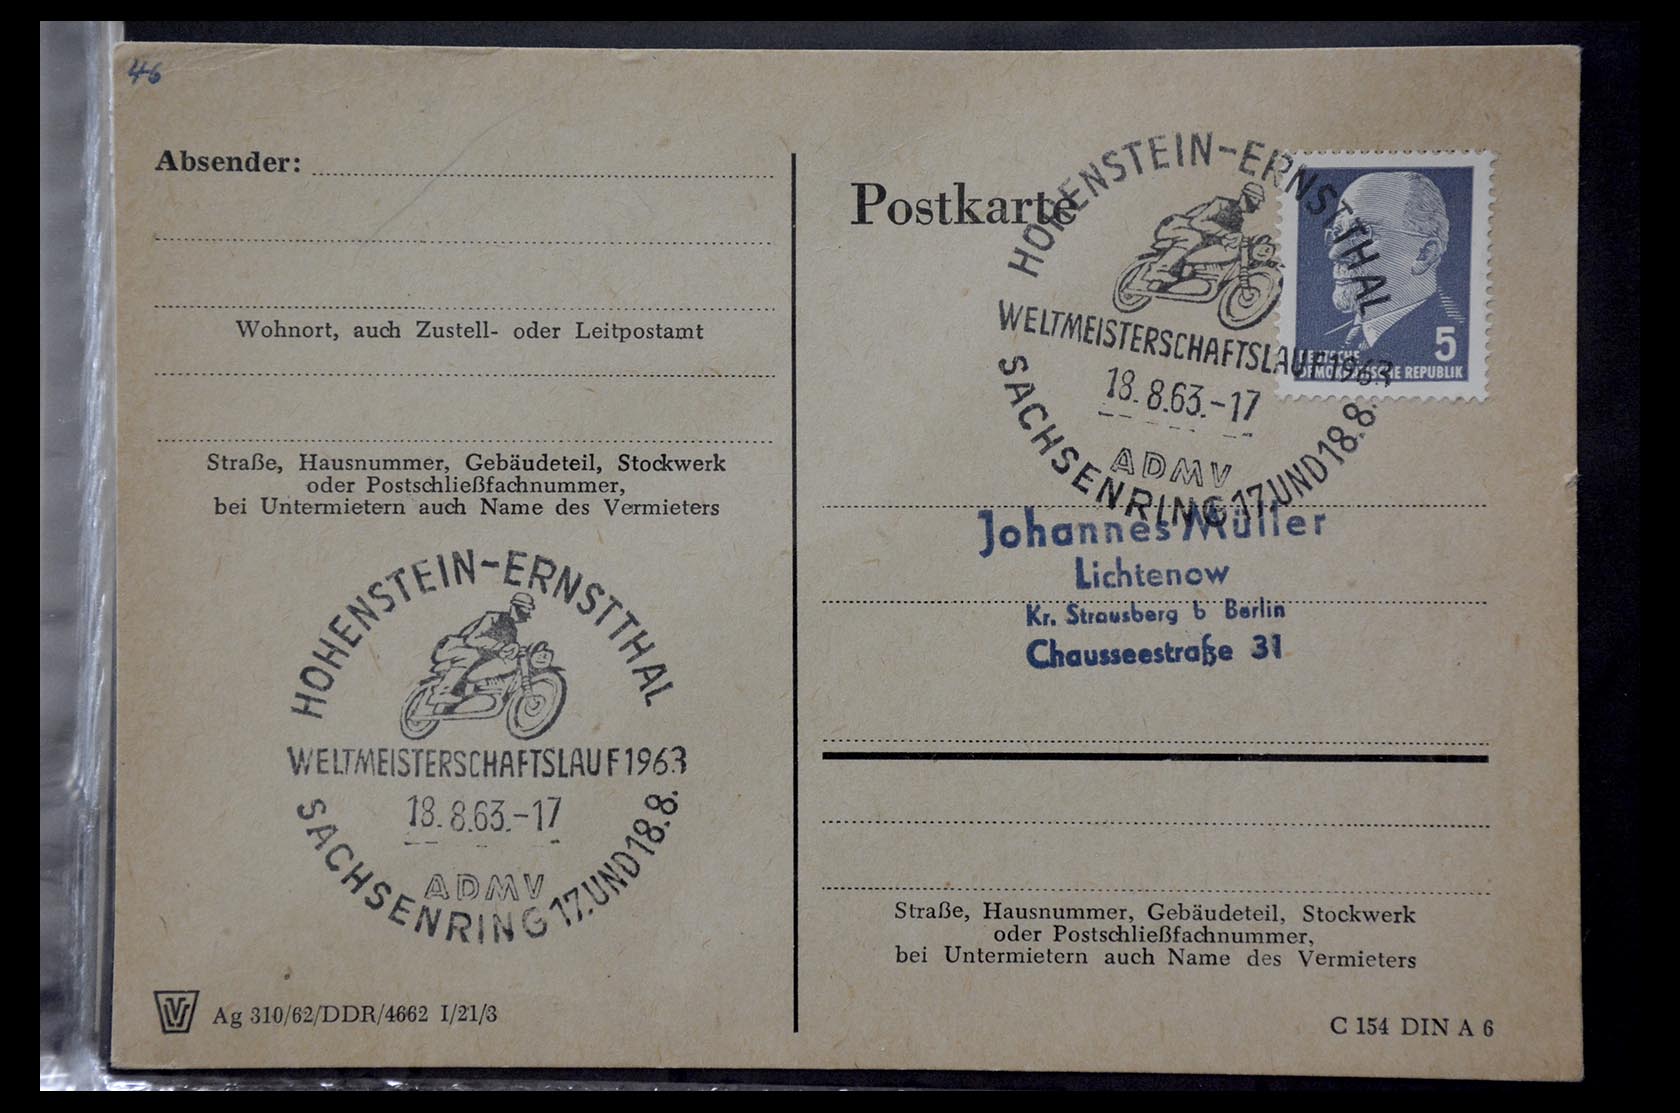 46
Absender:
Wohnort, auch Zustell- oder Leitpostamt
Straße, Hausnummer, Gebäudeteil, Stockwerk
oder Postschließfachnummer,
bei Untermietern auch Name des Vermieters
HOHENSTEIN-ERNSTTHAL
WELTMEISTERSCHAFTSLAUF 1963
18.8.63.-17
ADMV
SACHSENRING 17. UND 18.8.
Ag 310/62/DDR/4662 I/21/3
Postkarte
HOHENSTEIN-ERNSTTHAL
WELTMEISTERSCHAFTSLAUF 1963
18.8.63.-17
ADMV
SACHSENRING 17. UND 18.8.
5
DEUTSCHE
DEMOKRATISCHE REPUBLIK
Johannes Müller
Lichtenow
Kr. Strausberg b Berlin
Chausseestraße 31
Straße, Hausnummer, Gebäudeteil, Stockwerk
oder Postschließfachnummer,
bei Untermietern auch Name des Vermieters
C 154 DIN A 6